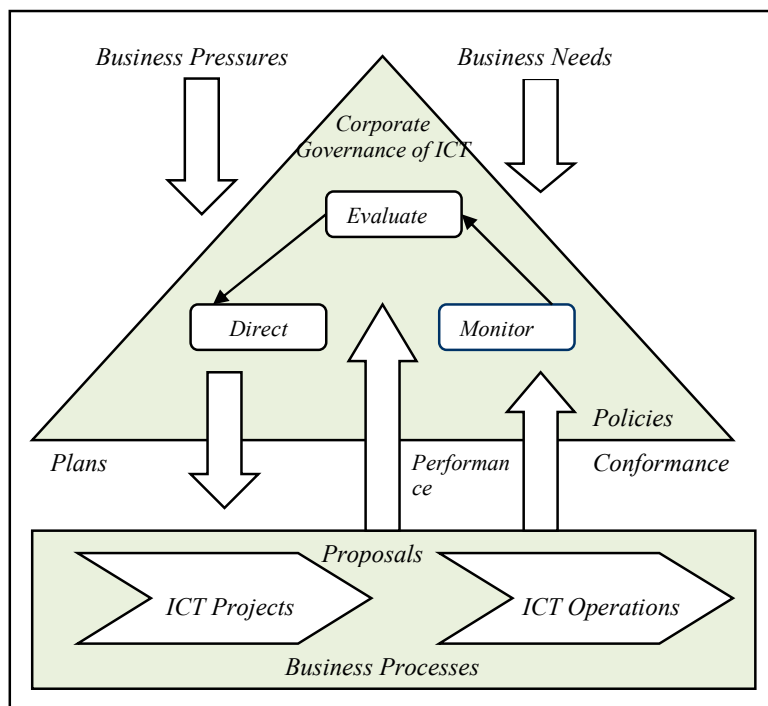 Business Pressures
Business Needs
Corporate
Governance of ICT
Evaluate
Direct
Monitor
Policies
Plans
Performan
ce
Conformance
Proposals
ICT Projects
ICT Operations
Business Processes